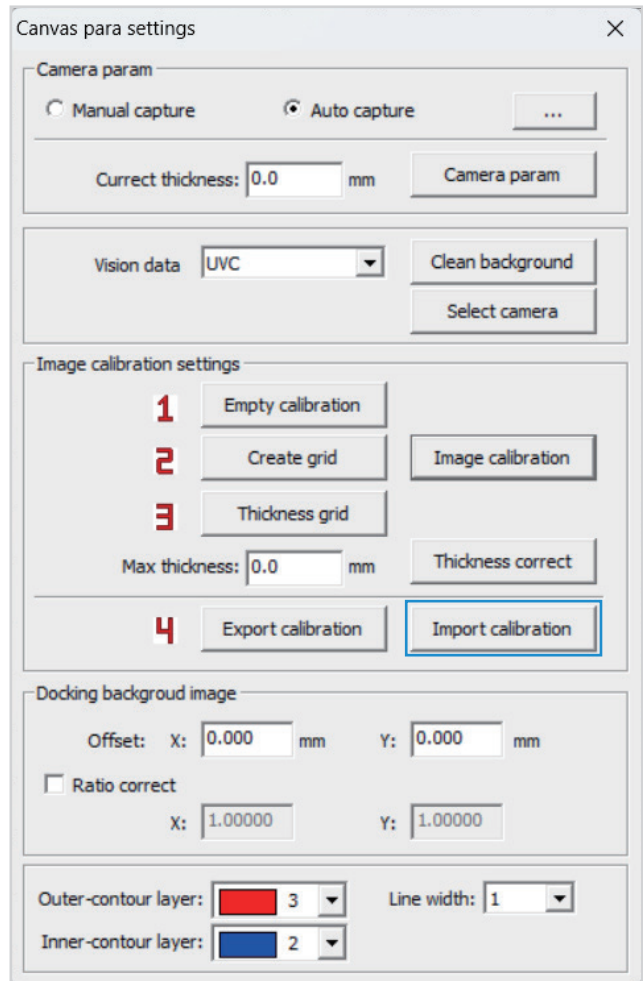 Canvas para settings
Camera param
Manual capture Auto capture ...
Currect thickness: 0.0 mm Camera param
Vision data UVC Clean background
Select camera
Image calibration settings
1 Empty calibration
2 Create grid Image calibration
3 Thickness grid
Max thickness: 0.0 mm Thickness correct
4 Export calibration Import calibration
Docking backgroud image
Offset: X: 0.000 mm Y: 0.000 mm
Ratio correct
X: 1.00000 Y: 1.00000
Outer-contour layer: 3 Line width: 1
Inner-contour layer: 2